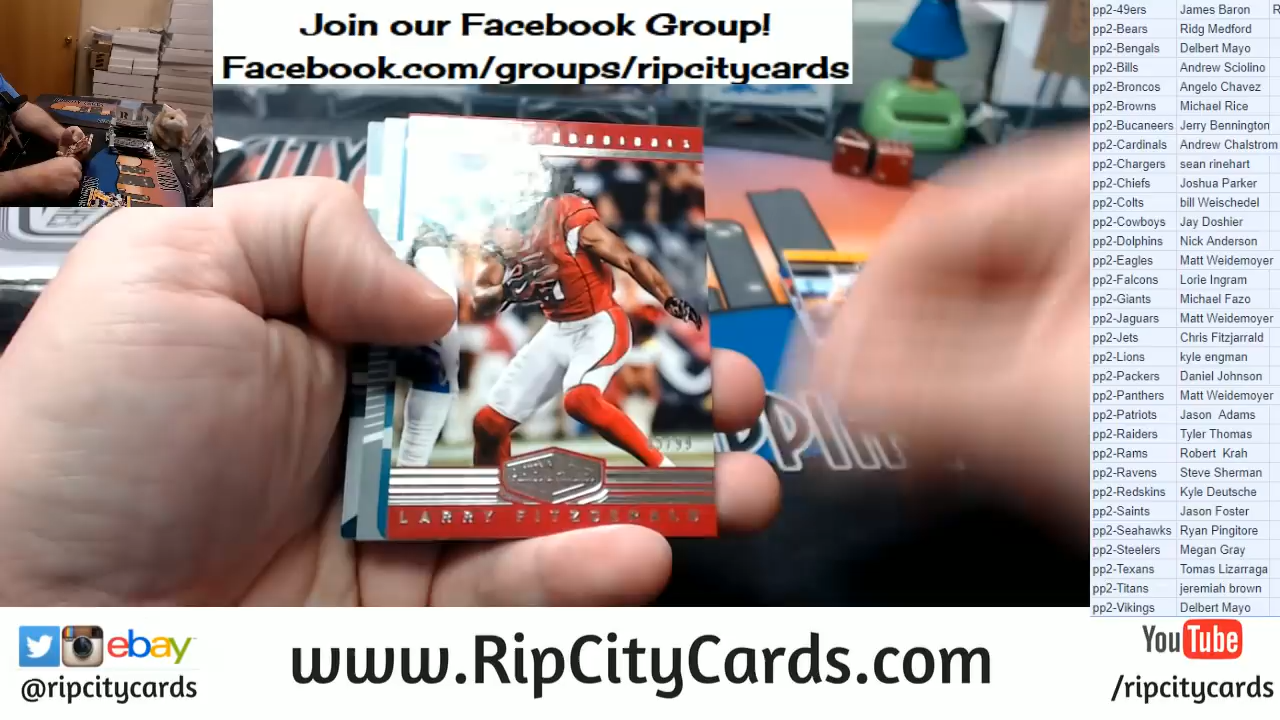 Join our Facebook Group!
Facebook.com/groups/ripcitycards
pp2-49ers James Baron R
pp2-Bears Ridg Medford
pp2-Bengals Delbert Mayo
pp2-Bills Andrew Sciolino
pp2-Broncos Angelo Chavez
pp2-Browns Michael Rice
pp2-Bucaneers Jerry Bennington
pp2-Cardinals Andrew Chalstrom
pp2-Chargers sean rinehart
pp2-Chiefs Joshua Parker
pp2-Colts bill Weischedel
pp2-Cowboys Jay Doshier
pp2-Dolphins Nick Anderson
pp2-Eagles Matt Weidemoyer
pp2-Falcons Lorie Ingram
pp2-Giants Michael Fazo
pp2-Jaguars Matt Weidemoyer
pp2-Jets Chris Fitzjarrald
pp2-Lions kyle engman
pp2-Packers Daniel Johnson
pp2-Panthers Matt Weidemoyer
pp2-Patriots Jason Adams
pp2-Raiders Tyler Thomas
pp2-Rams Robert Krah
pp2-Ravens Steve Sherman
pp2-Redskins Kyle Deutsche
pp2-Saints Jason Foster
pp2-Seahawks Ryan Pingitore
pp2-Steelers Megan Gray
pp2-Texans Tomas Lizarraga
pp2-Titans jeremiah brown
pp2-Vikings Delbert Mayo
LARRY FITZGERALD
ebay
@ripcitycards
www.RipCityCards.com
YouTube
/ripcitycards